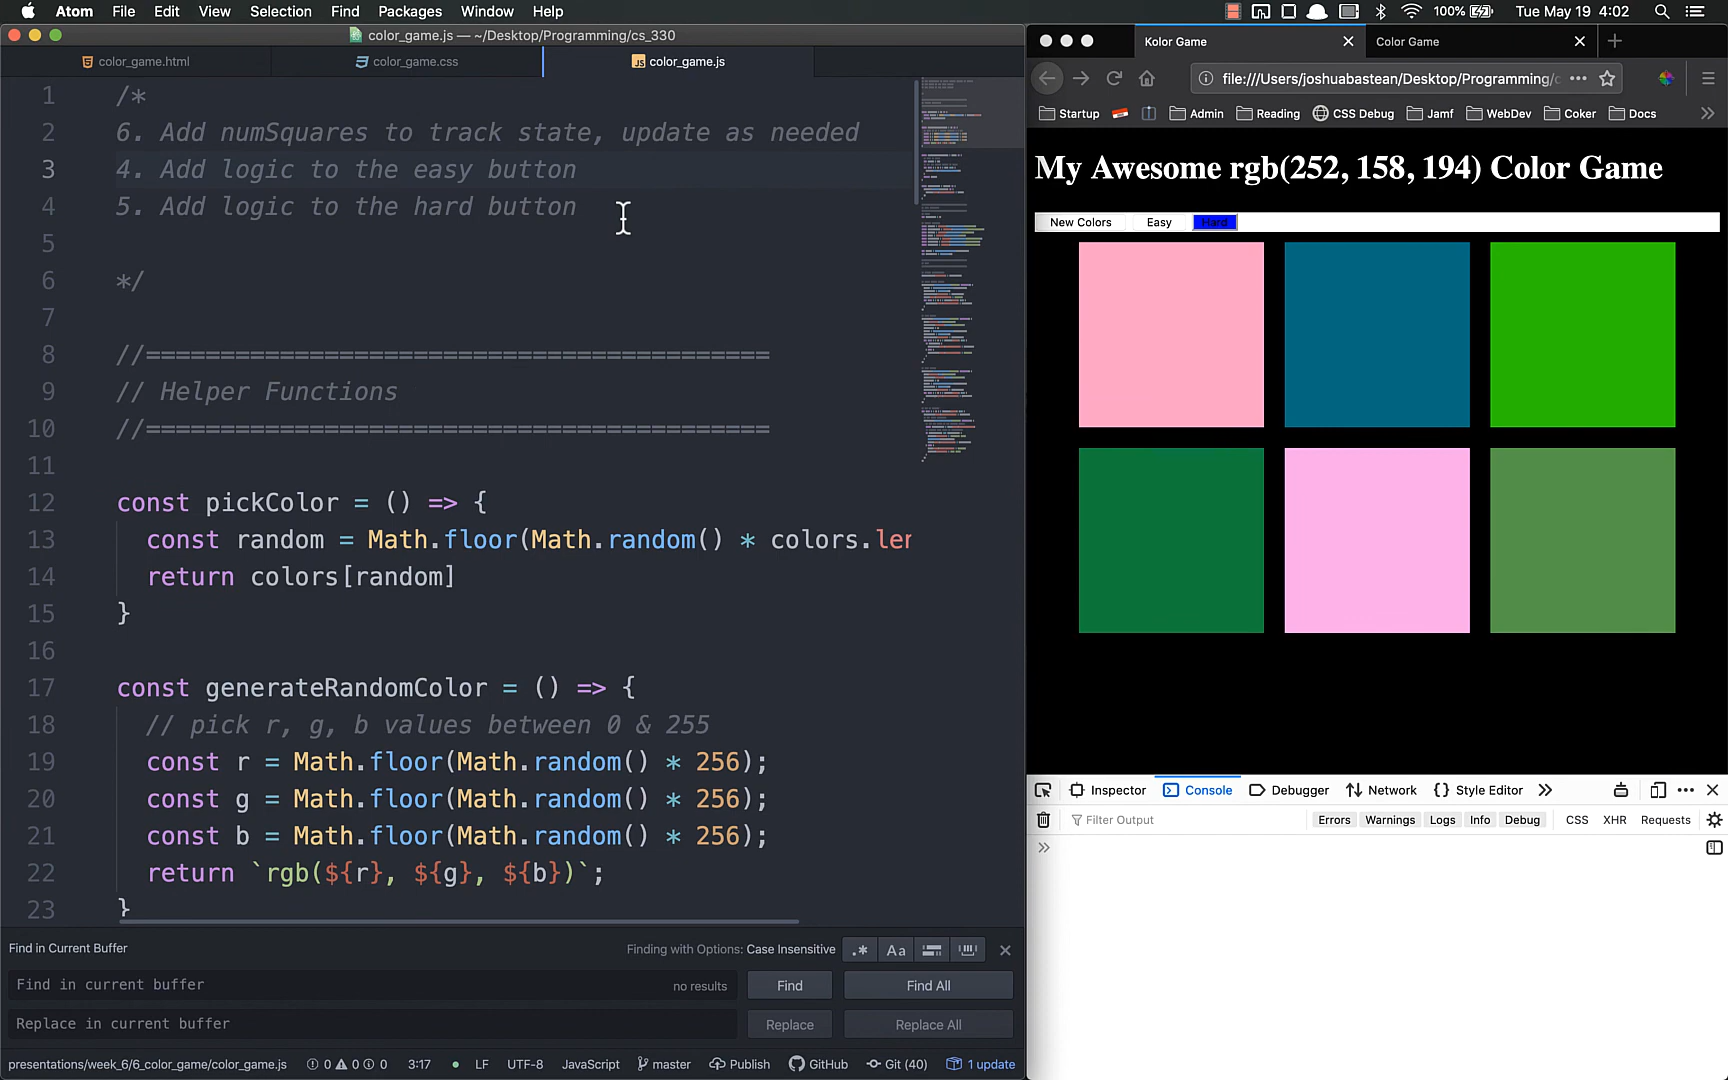 Atom File Edit View Selection Find Packages Window Help
100% Tue May 19 4:02
color_game.js — ~/Desktop/Programming/cs_330
color_game.html
color_game.css
JS color_game.js
1 /*
2 6. Add numSquares to track state, update as needed
3 4. Add logic to the easy button
4 5. Add logic to the hard button
5
6 */
7
8 //==========================================
9 // Helper Functions
10 //==========================================
11
12 const pickColor = () => {
13 const random = Math.floor(Math.random() * colors.len
14 return colors[random]
15 }
16
17 const generateRandomColor = () => {
18 // pick r, g, b values between 0 & 255
19 const r = Math.floor(Math.random() * 256);
20 const g = Math.floor(Math.random() * 256);
21 const b = Math.floor(Math.random() * 256);
22 return `rgb(${r}, ${g}, ${b})`;
23 }
Find in Current Buffer
Finding with Options: Case Insensitive
.* Aa
Find in current buffer
no results
Find
Find All
Replace in current buffer
Replace
Replace All
presentations/week_6/6_color_game/color_game.js 0 0 0 3:17 LF UTF-8 JavaScript master Publish GitHub Git (40) 1 update
Kolor Game
Color Game
file:///Users/joshuabastean/Desktop/Programming/c
Startup Admin Reading CSS Debug Jamf WebDev Coker Docs
My Awesome rgb(252, 158, 194) Color Game
New Colors Easy Hard
Inspector Console Debugger Network {} Style Editor
Filter Output
Errors Warnings Logs Info Debug CSS XHR Requests